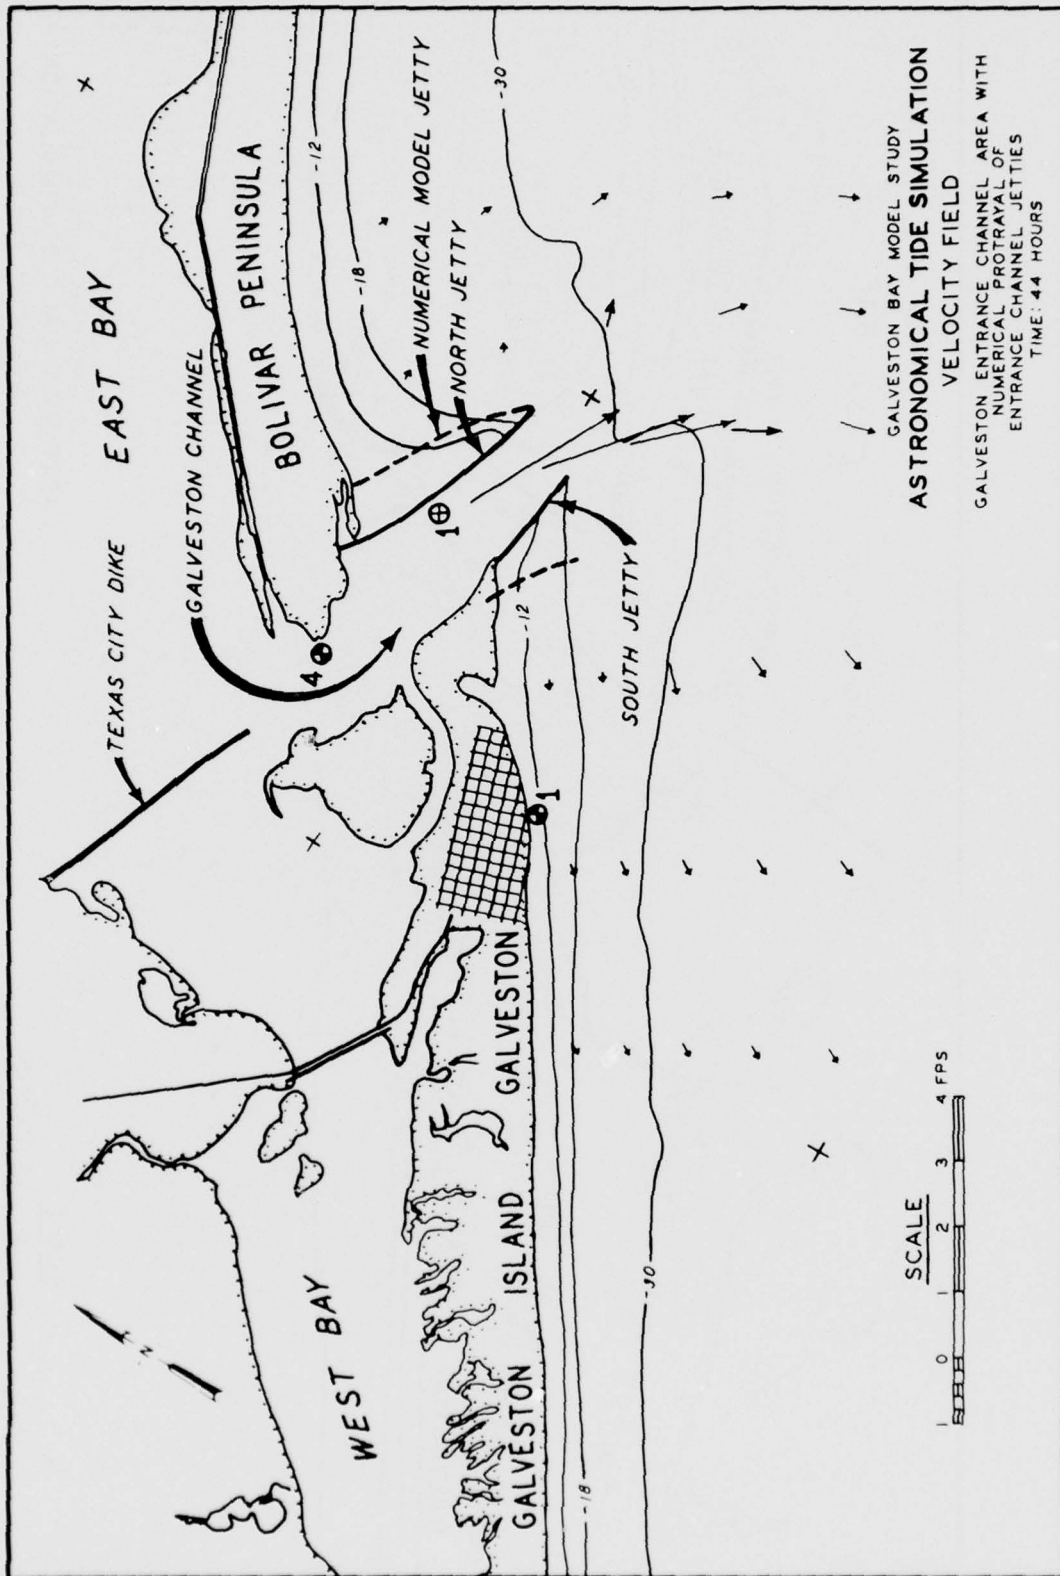 TEXAS CITY DIKE
EAST BAY
GALVESTON CHANNEL
BOLIVAR PENINSULA
-12
-18
NUMERICAL MODEL JETTY
NORTH JETTY
-30
4
1
1
-12
SOUTH JETTY
N
WEST BAY
GALVESTON ISLAND
GALVESTON
-18
-30
SCALE
1 0 1 2 3 4 FPS
GALVESTON BAY MODEL STUDY
ASTRONOMICAL TIDE SIMULATION
VELOCITY FIELD
GALVESTON ENTRANCE CHANNEL AREA WITH
NUMERICAL PROTRAYAL OF
ENTRANCE CHANNEL JETTIES
TIME: 44 HOURS